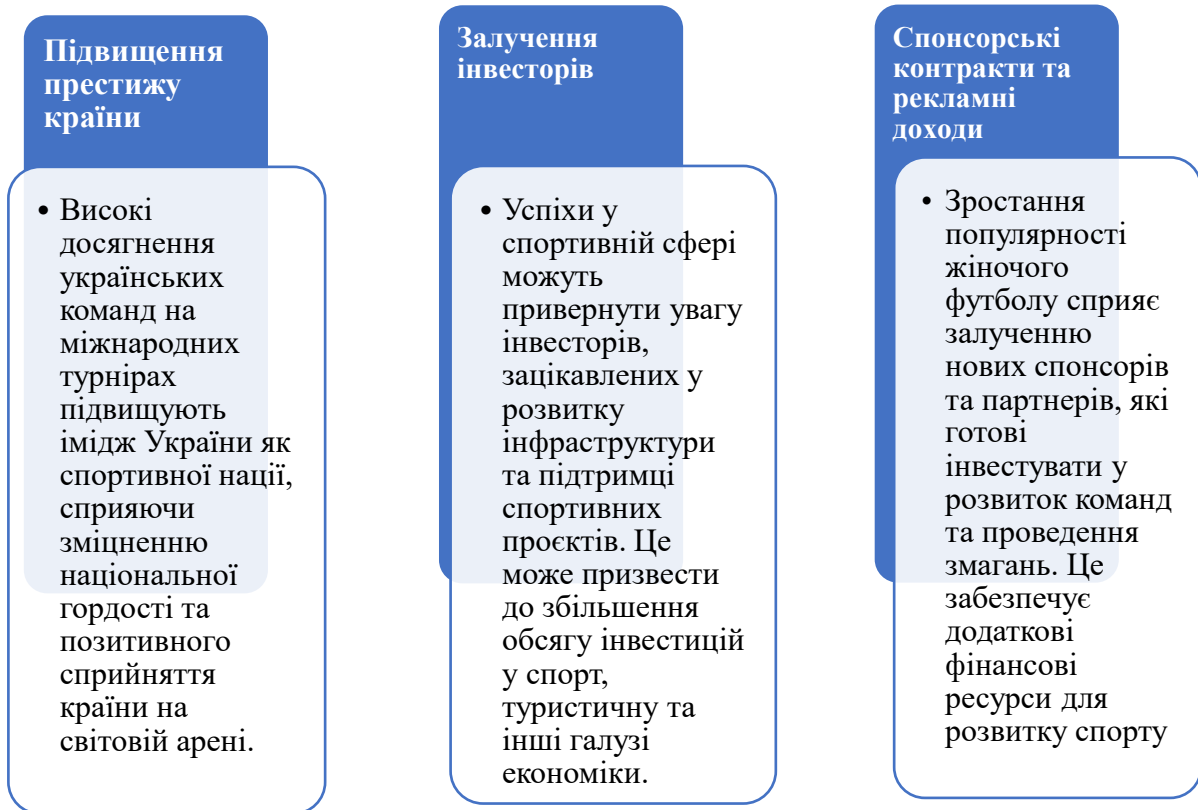 Підвищення
престижу
країни
• Високі
досягнення
українських
команд на
міжнародних
турнірах
підвищують
імідж України як
спортивної нації,
сприяючи
зміцненню
національної
гордості та
позитивного
сприйняття
країни на
світовій арені.
Залучення
інвесторів
• Успіхи у
спортивній сфері
можуть
привернути увагу
інвесторів,
зацікавлених у
розвитку
інфраструктури
та підтримці
спортивних
проєктів. Це
може призвести
до збільшення
обсягу інвестицій
у спорт,
туристичну та
інші галузі
економіки.
Спонсорські
контракти та
рекламні
доходи
• Зростання
популярності
жіночого
футболу сприяє
залученню
нових спонсорів
та партнерів, які
готові
інвестувати у
розвиток команд
та проведення
змагань. Це
забезпечує
додаткові
фінансові
ресурси для
розвитку спорту